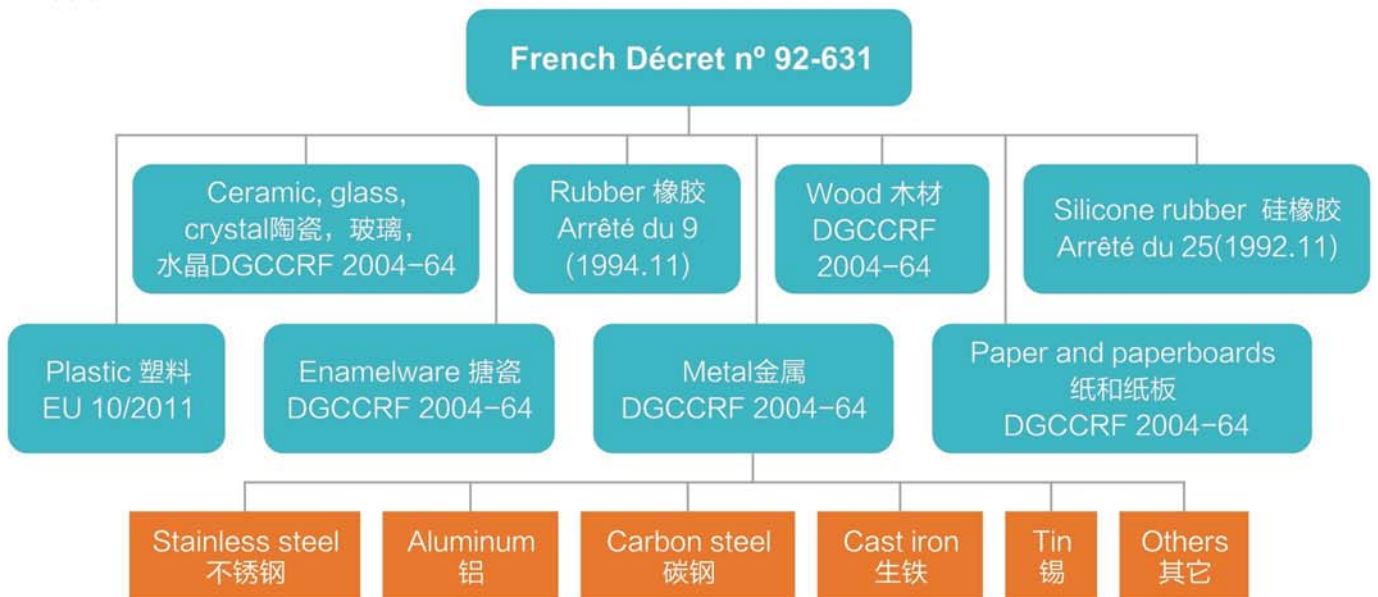 French Décret nº 92-631
Ceramic, glass,
crystal陶瓷，玻璃，
水晶DGCCRF 2004-64
Rubber 橡胶
Arrêté du 9
(1994.11)
Wood 木材
DGCCRF
2004-64
Silicone rubber 硅橡胶
Arrêté du 25(1992.11)
Plastic 塑料
EU 10/2011
Enamelware 搪瓷
DGCCRF 2004-64
Metal金属
DGCCRF 2004-64
Paper and paperboards
纸和纸板
DGCCRF 2004-64
Stainless steel
不锈钢
Aluminum
铝
Carbon steel
碳钢
Cast iron
生铁
Tin
锡
Others
其它